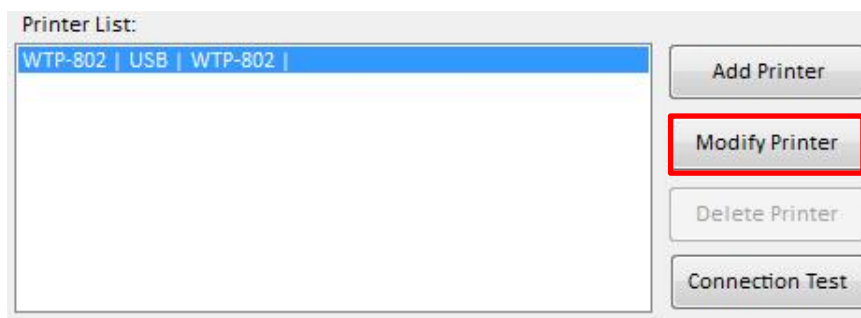 Printer List:
WTP-802 | USB | WTP-802 |
Add Printer
Modify Printer
Delete Printer
Connection Test